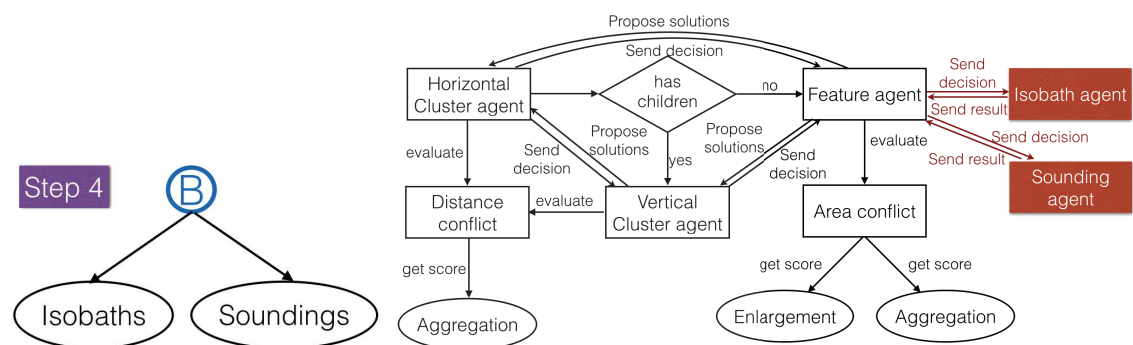 Step 4
B
Isobaths
Soundings
Propose solutions
Send decision
Horizontal
Cluster agent
has
children
no
Feature agent
Send
decision
Send result
Isobath agent
evaluate
Send
decision
Propose
solutions
yes
Propose
solutions
Send
decision
evaluate
Send decision
Send result
Sounding
agent
Distance
conflict
evaluate
Vertical
Cluster agent
Area conflict
get score
get score
get score
Aggregation
Enlargement
Aggregation